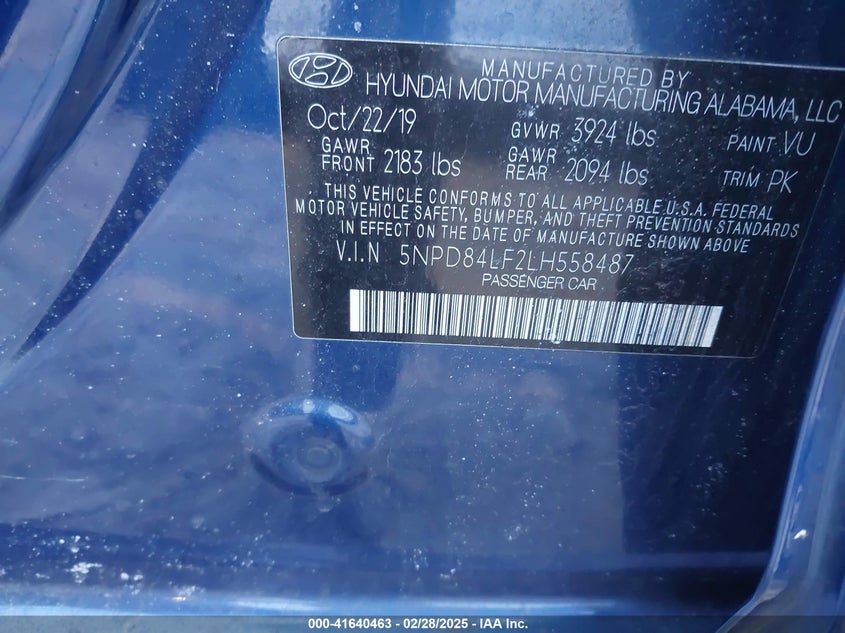 MANUFACTURED BY
HYUNDAI MOTOR MANUFACTURING ALABAMA, LLC
Oct/22/19 GVWR 3924 lbs PAINT VU
GAWR FRONT 2183 lbs GAWR REAR 2094 lbs TRIM PK
THIS VEHICLE CONFORMS TO ALL APPLICABLE U.S.A. FEDERAL
MOTOR VEHICLE SAFETY, BUMPER, AND THEFT PREVENTION STANDARDS
IN EFFECT ON THE DATE OF MANUFACTURE SHOWN ABOVE
V.I.N 5NPD84LF2LH558487
PASSENGER CAR
000-41640463 - 02/28/2025 - IAA Inc.